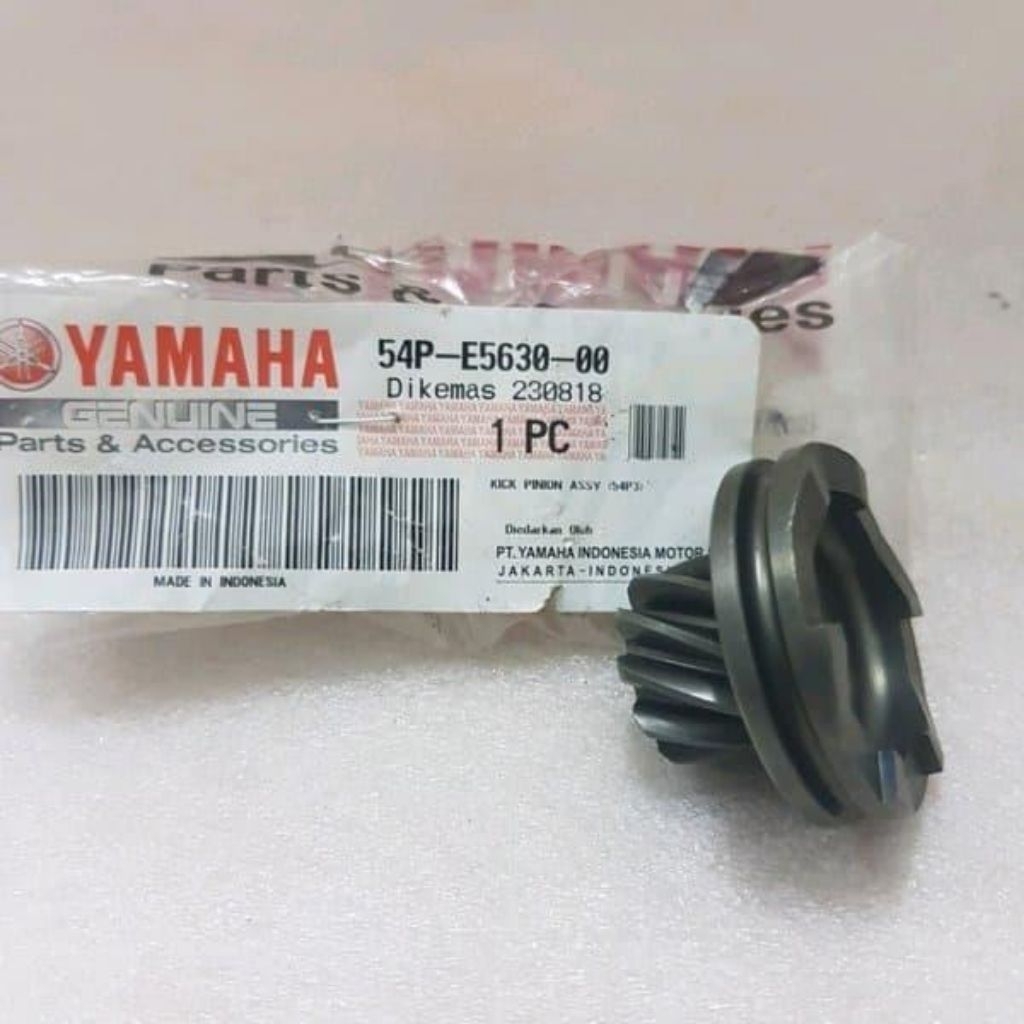 Parts &
es
YAMAHA
GENUINE
Parts & Accessories
54P-E5630-00
Dikemas 230818
1 PC
KICK PINION ASSY (54P3)
Diedarkan Oleh
PT. YAMAHA INDONESIA MOTOR
JAKARTA-INDONES
MADE IN INDONESIA